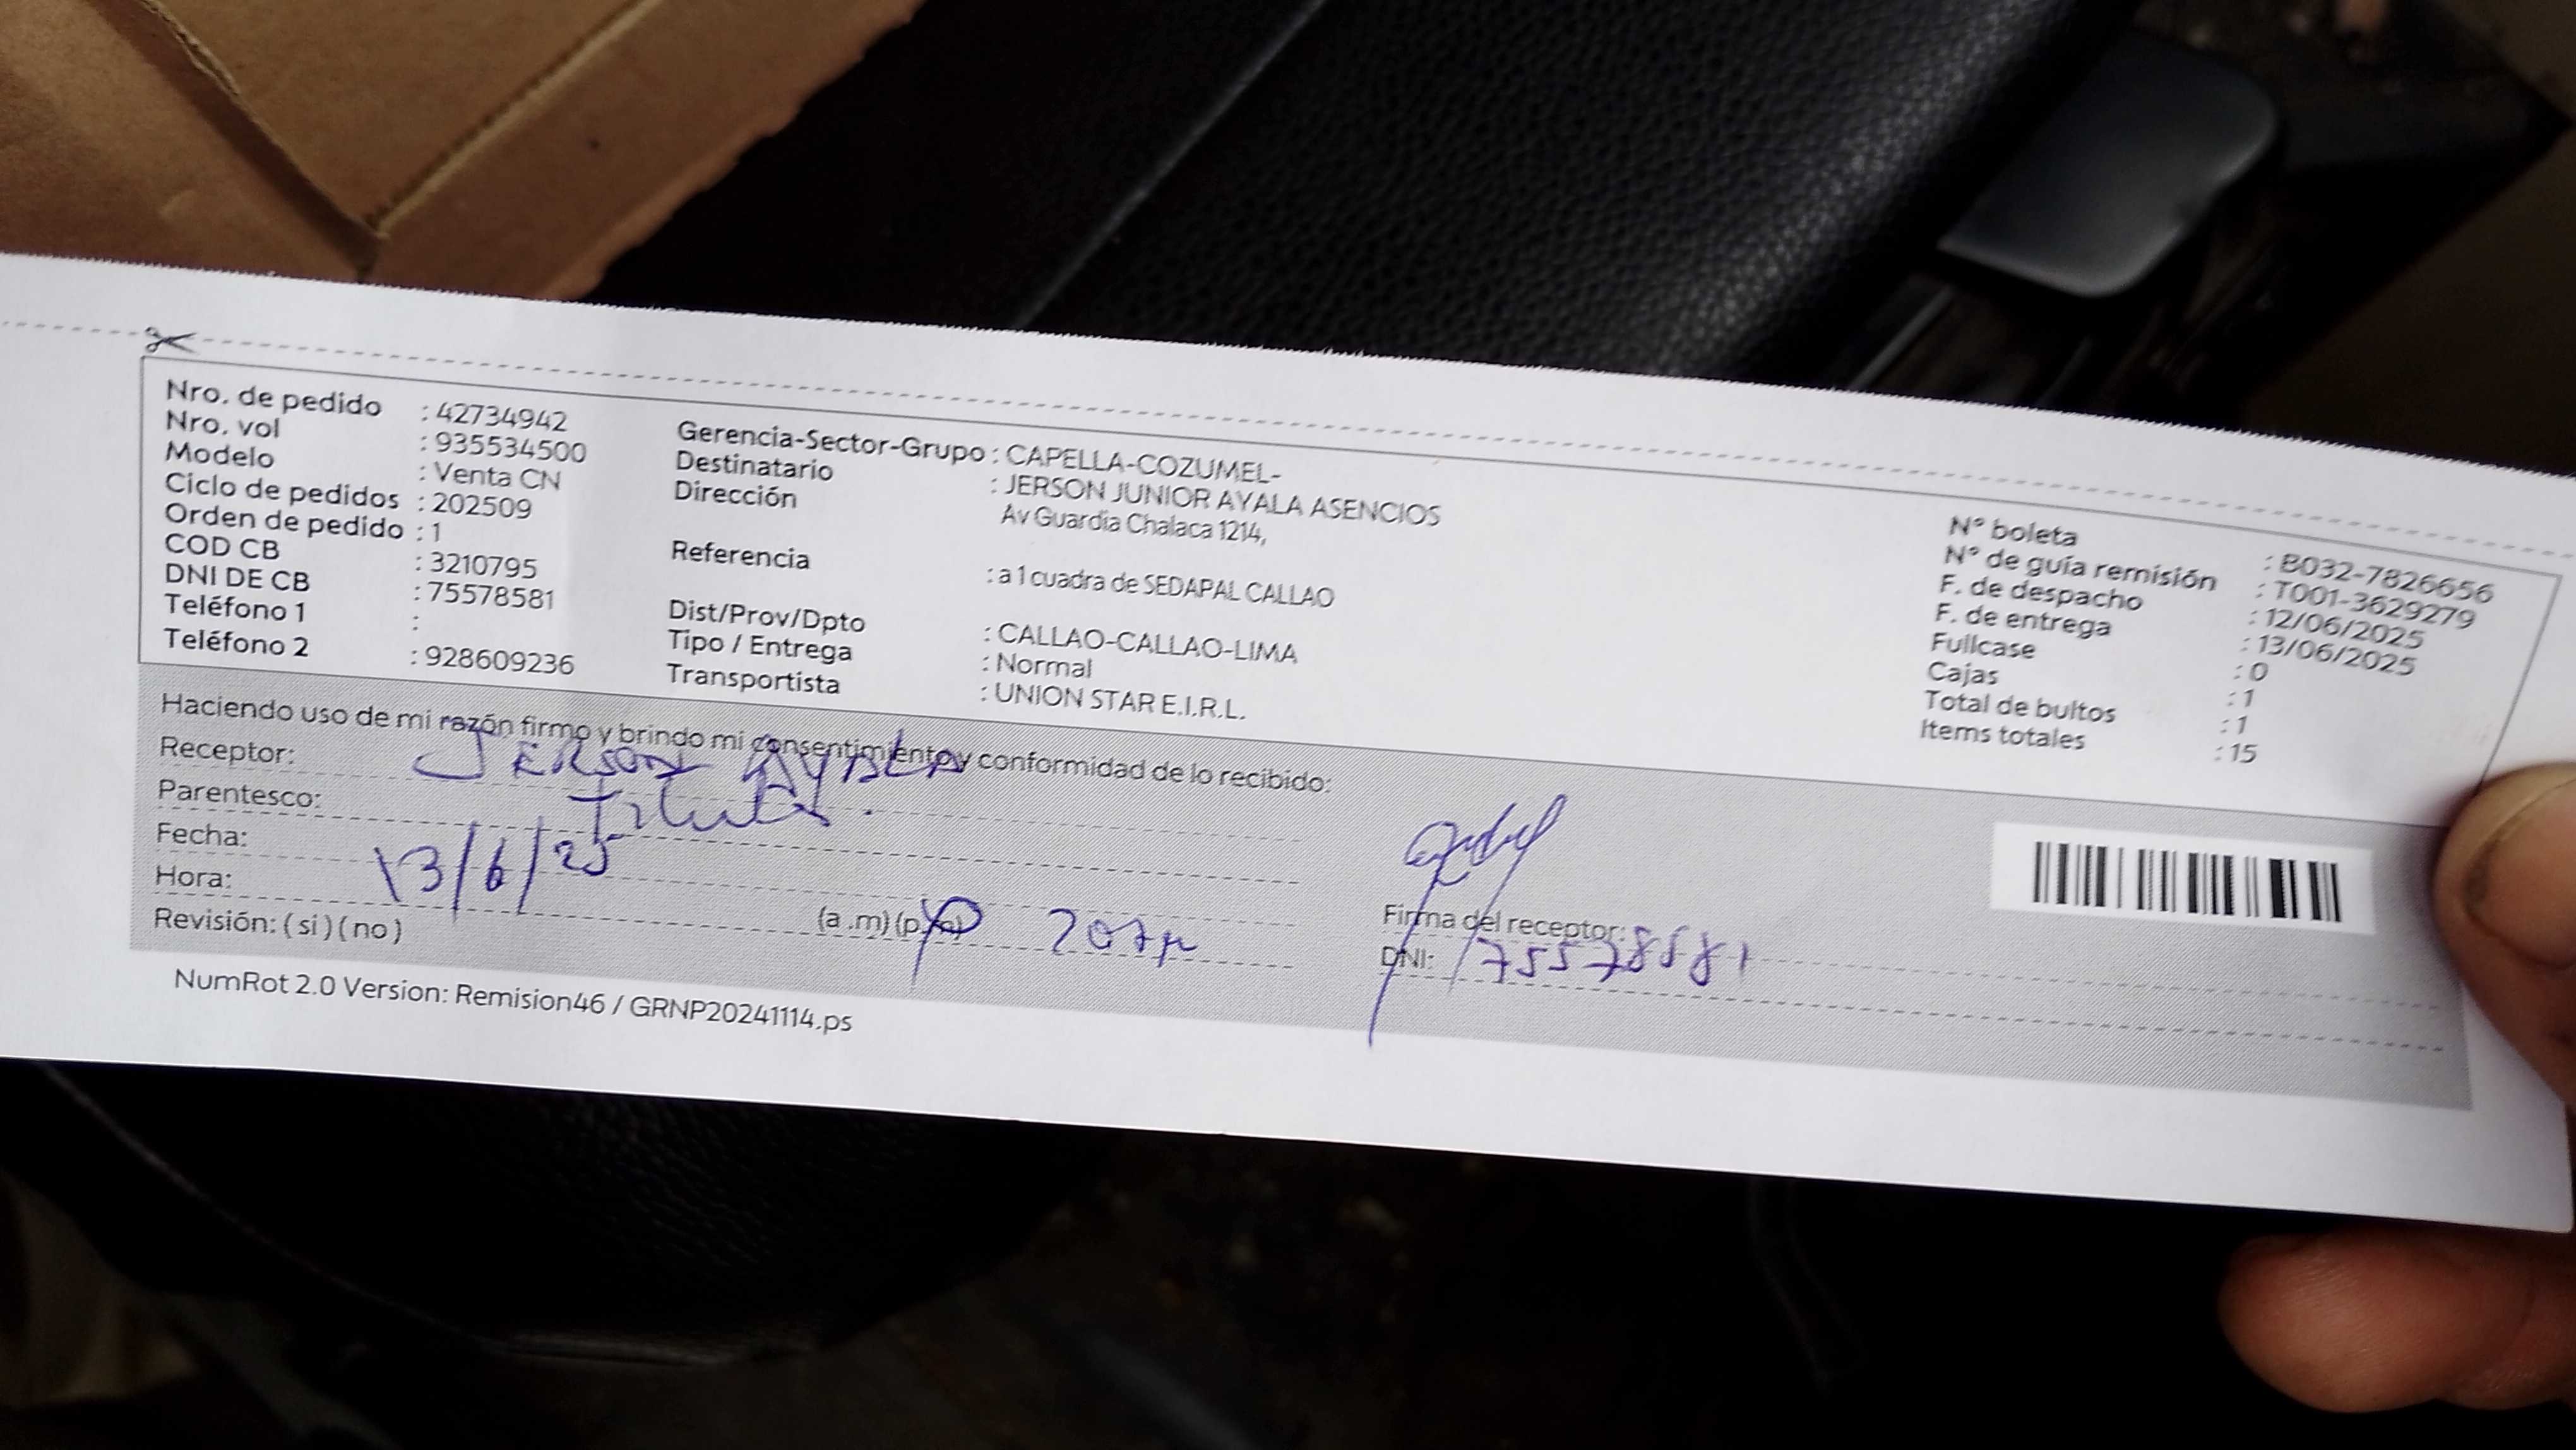 Nro. de pedido : 42734942
Nro. vol : 935534500
Modelo : Venta CN
Ciclo de pedidos : 202509
Orden de pedido : 1
COD CB : 3210795
DNI DE CB : 75578581
Teléfono 1 :
Teléfono 2 : 928609236
Gerencia-Sector-Grupo : CAPELLA-COZUMEL-
Destinatario : JERSON JUNIOR AYALA ASENCIOS
Dirección Av Guardia Chalaca 1214,
Referencia : a 1 cuadra de SEDAPAL CALLAO
Dist/Prov/Dpto : CALLAO-CALLAO-LIMA
Tipo / Entrega : Normal
Transportista : UNION STAR E.I.R.L.
N° boleta : B032-7826656
N° de guía remisión : T001-3629279
F. de despacho : 12/06/2025
F. de entrega : 13/06/2025
Fullcase : 0
Cajas : 1
Total de bultos : 1
Items totales : 15
Haciendo uso de mi razón firmo y brindo mi consentimiento y conformidad de lo recibido:
Receptor: JERSON AYALA
Parentesco: Titular.
Fecha: 13/6/25
Hora: (a .m) (p. m)
Revisión: ( si ) ( no )
Firma del receptor:
DNI: 75578581
NumRot 2.0 Version: Remision46 / GRNP20241114.ps